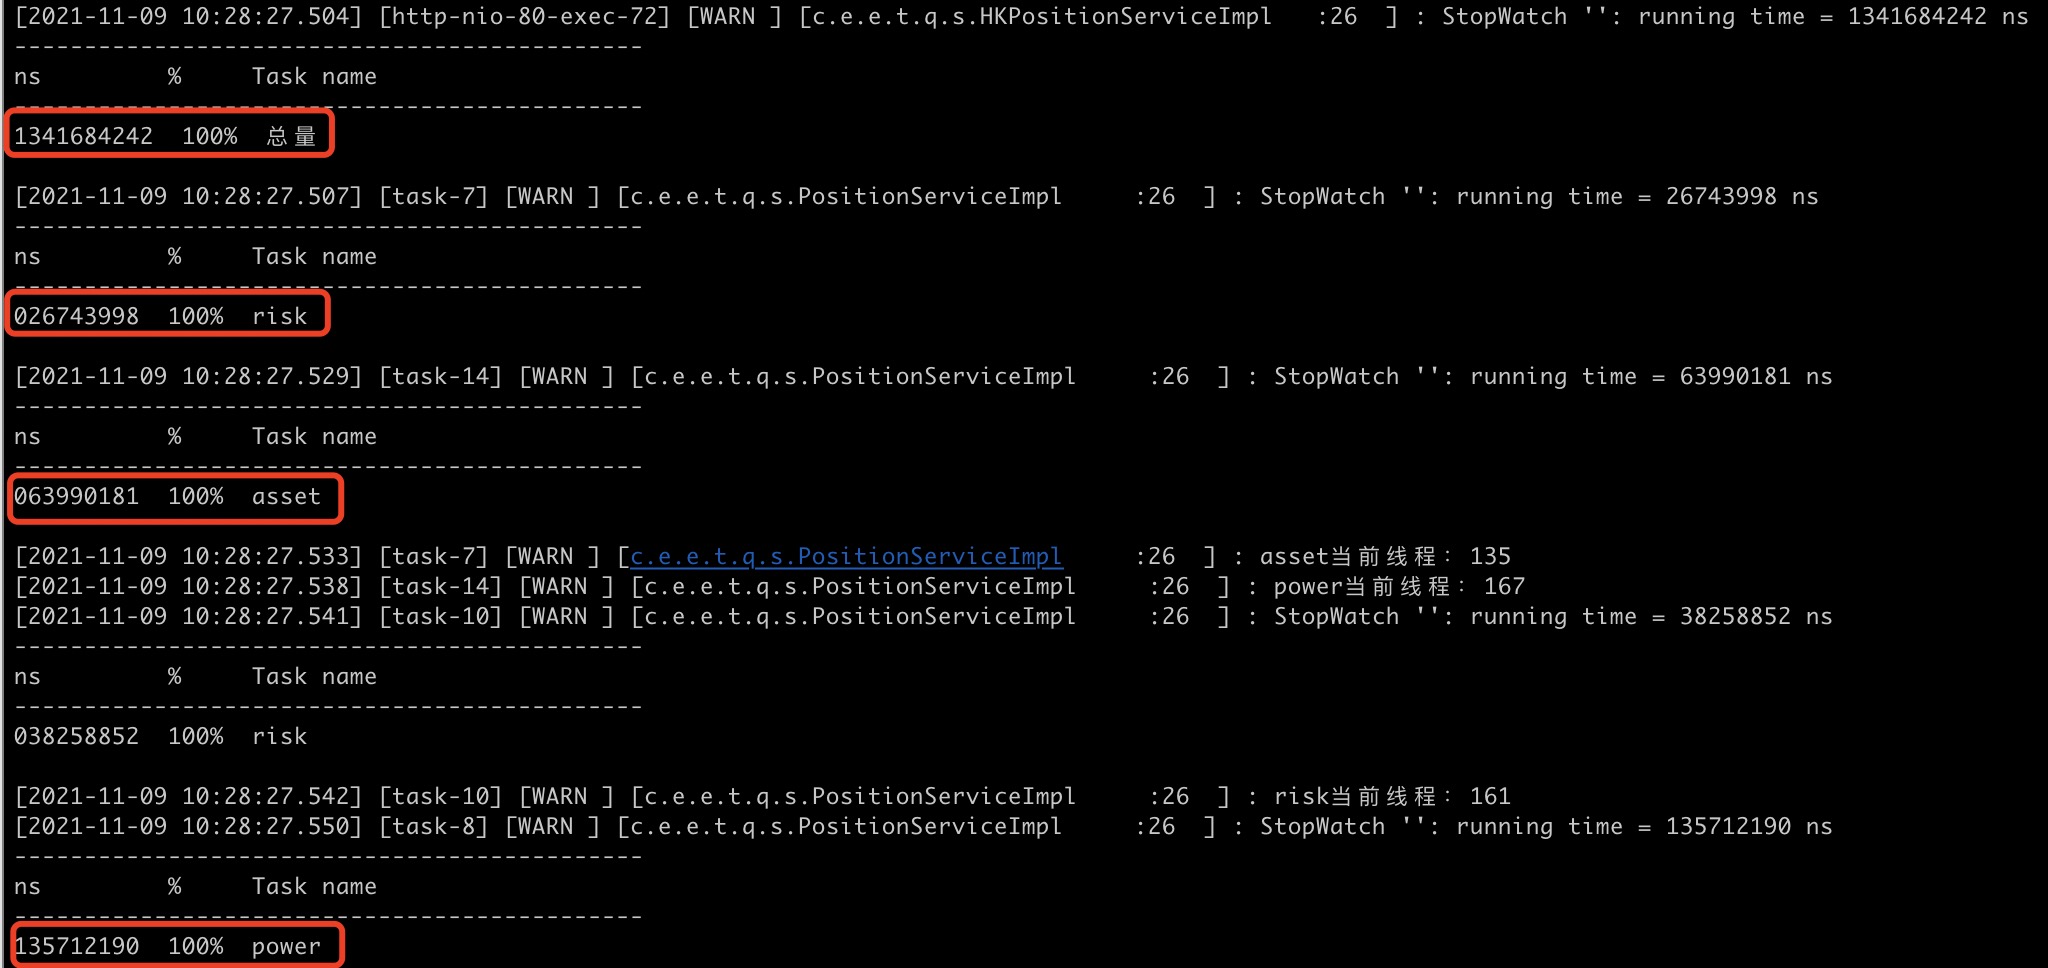 [2021-11-09 10:28:27.504] [http-nio-80-exec-72] [WARN ] [c.e.e.t.q.s.HKPositionServiceImpl   :26  ] : StopWatch '': running time = 1341684242 ns
---------------------------------------------
ns         %     Task name
---------------------------------------------
1341684242  100%  总量
[2021-11-09 10:28:27.507] [task-7] [WARN ] [c.e.e.t.q.s.PositionServiceImpl     :26  ] : StopWatch '': running time = 26743998 ns
---------------------------------------------
ns         %     Task name
---------------------------------------------
026743998  100%  risk
[2021-11-09 10:28:27.529] [task-14] [WARN ] [c.e.e.t.q.s.PositionServiceImpl     :26  ] : StopWatch '': running time = 63990181 ns
---------------------------------------------
ns         %     Task name
---------------------------------------------
063990181  100%  asset
[2021-11-09 10:28:27.533] [task-7] [WARN ] [c.e.e.t.q.s.PositionServiceImpl     :26  ] : asset当前线程：135
[2021-11-09 10:28:27.538] [task-14] [WARN ] [c.e.e.t.q.s.PositionServiceImpl     :26  ] : power当前线程：167
[2021-11-09 10:28:27.541] [task-10] [WARN ] [c.e.e.t.q.s.PositionServiceImpl     :26  ] : StopWatch '': running time = 38258852 ns
---------------------------------------------
ns         %     Task name
---------------------------------------------
038258852  100%  risk
[2021-11-09 10:28:27.542] [task-10] [WARN ] [c.e.e.t.q.s.PositionServiceImpl     :26  ] : risk当前线程：161
[2021-11-09 10:28:27.550] [task-8] [WARN ] [c.e.e.t.q.s.PositionServiceImpl     :26  ] : StopWatch '': running time = 135712190 ns
---------------------------------------------
ns         %     Task name
---------------------------------------------
135712190  100%  power